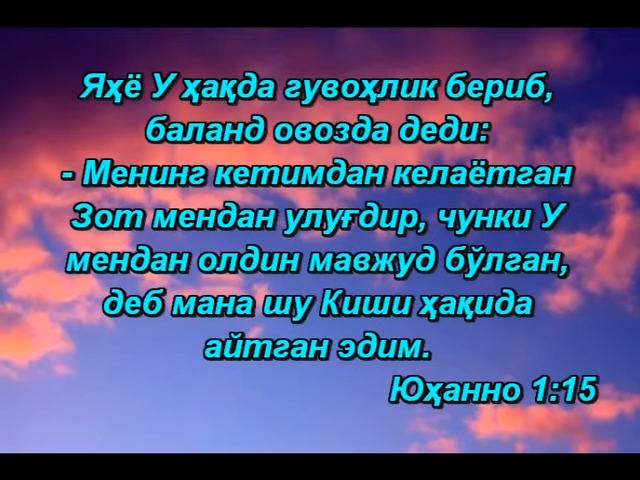 Яҳё У ҳақда гувоҳлик бериб,
баланд овозда деди:
- Менинг кетимдан келаётган
Зот мендан улуғдир, чунки У
мендан олдин мавжуд бўлган,
деб мана шу Киши ҳақида
айтган эдим.
Юҳанно 1:15